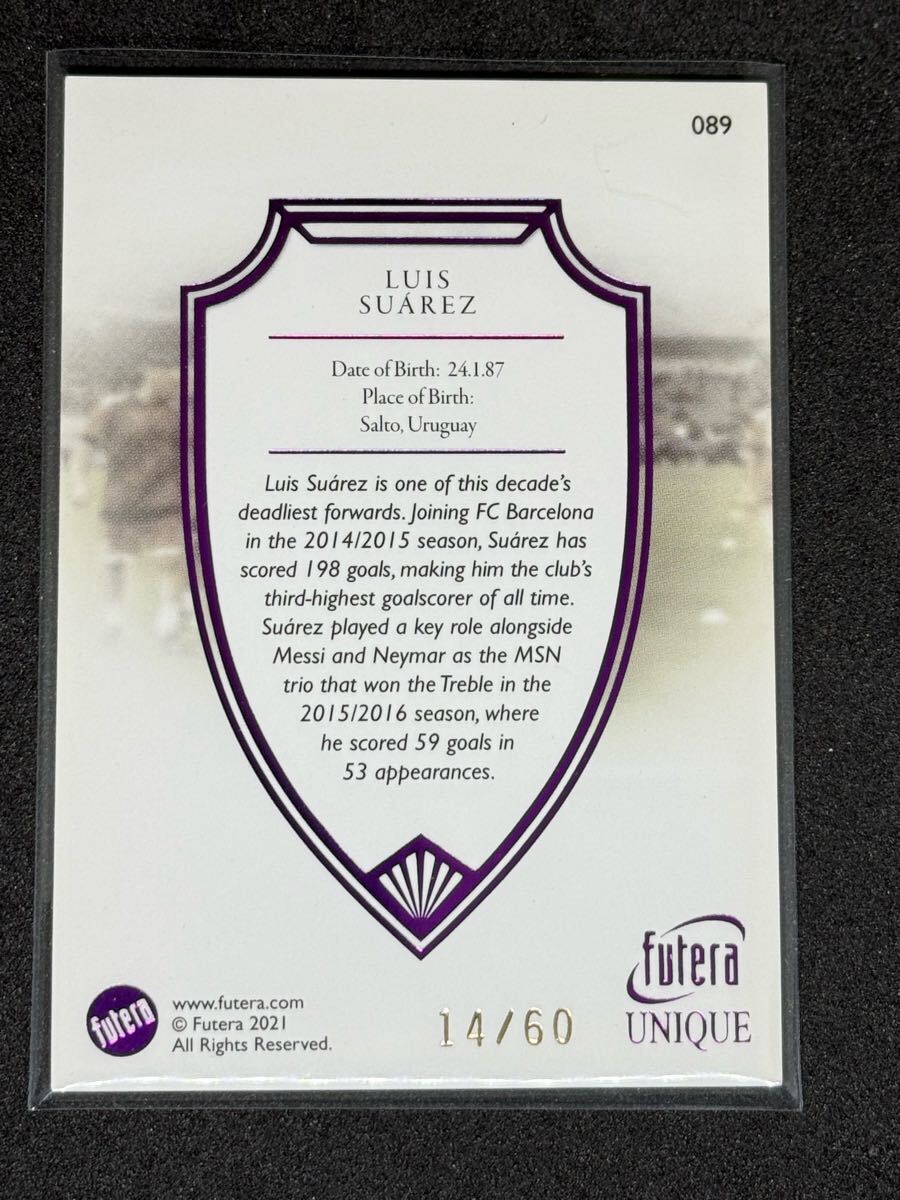 089
LUIS
SUÁREZ
Date of Birth: 24.1.87
Place of Birth:
Salto, Uruguay
Luis Suárez is one of this decade's
deadliest forwards. Joining FC Barcelona
in the 2014/2015 season, Suárez has
scored 198 goals, making him the club's
third-highest goalscorer of all time.
Suárez played a key role alongside
Messi and Neymar as the MSN
trio that won the Treble in the
2015/2016 season, where
he scored 59 goals in
53 appearances.
futera
www.futera.com
© Futera 2021
All Rights Reserved.
14/60
futera
UNIQUE